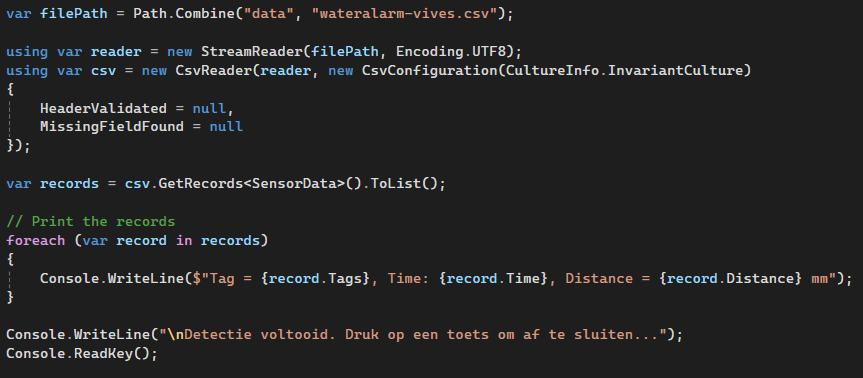 var filePath = Path.Combine("data", "wateralarm-vives.csv");
using var reader = new StreamReader(filePath, Encoding.UTF8);
using var csv = new CsvReader(reader, new CsvConfiguration(CultureInfo.InvariantCulture)
{
    HeaderValidated = null,
    MissingFieldFound = null
});
var records = csv.GetRecords<SensorData>().ToList();
// Print the records
foreach (var record in records)
{
    Console.WriteLine($"Tag = {record.Tags}, Time: {record.Time}, Distance = {record.Distance} mm");
}
Console.WriteLine("\nDetectie voltooid. Druk op een toets om af te sluiten...");
Console.ReadKey();